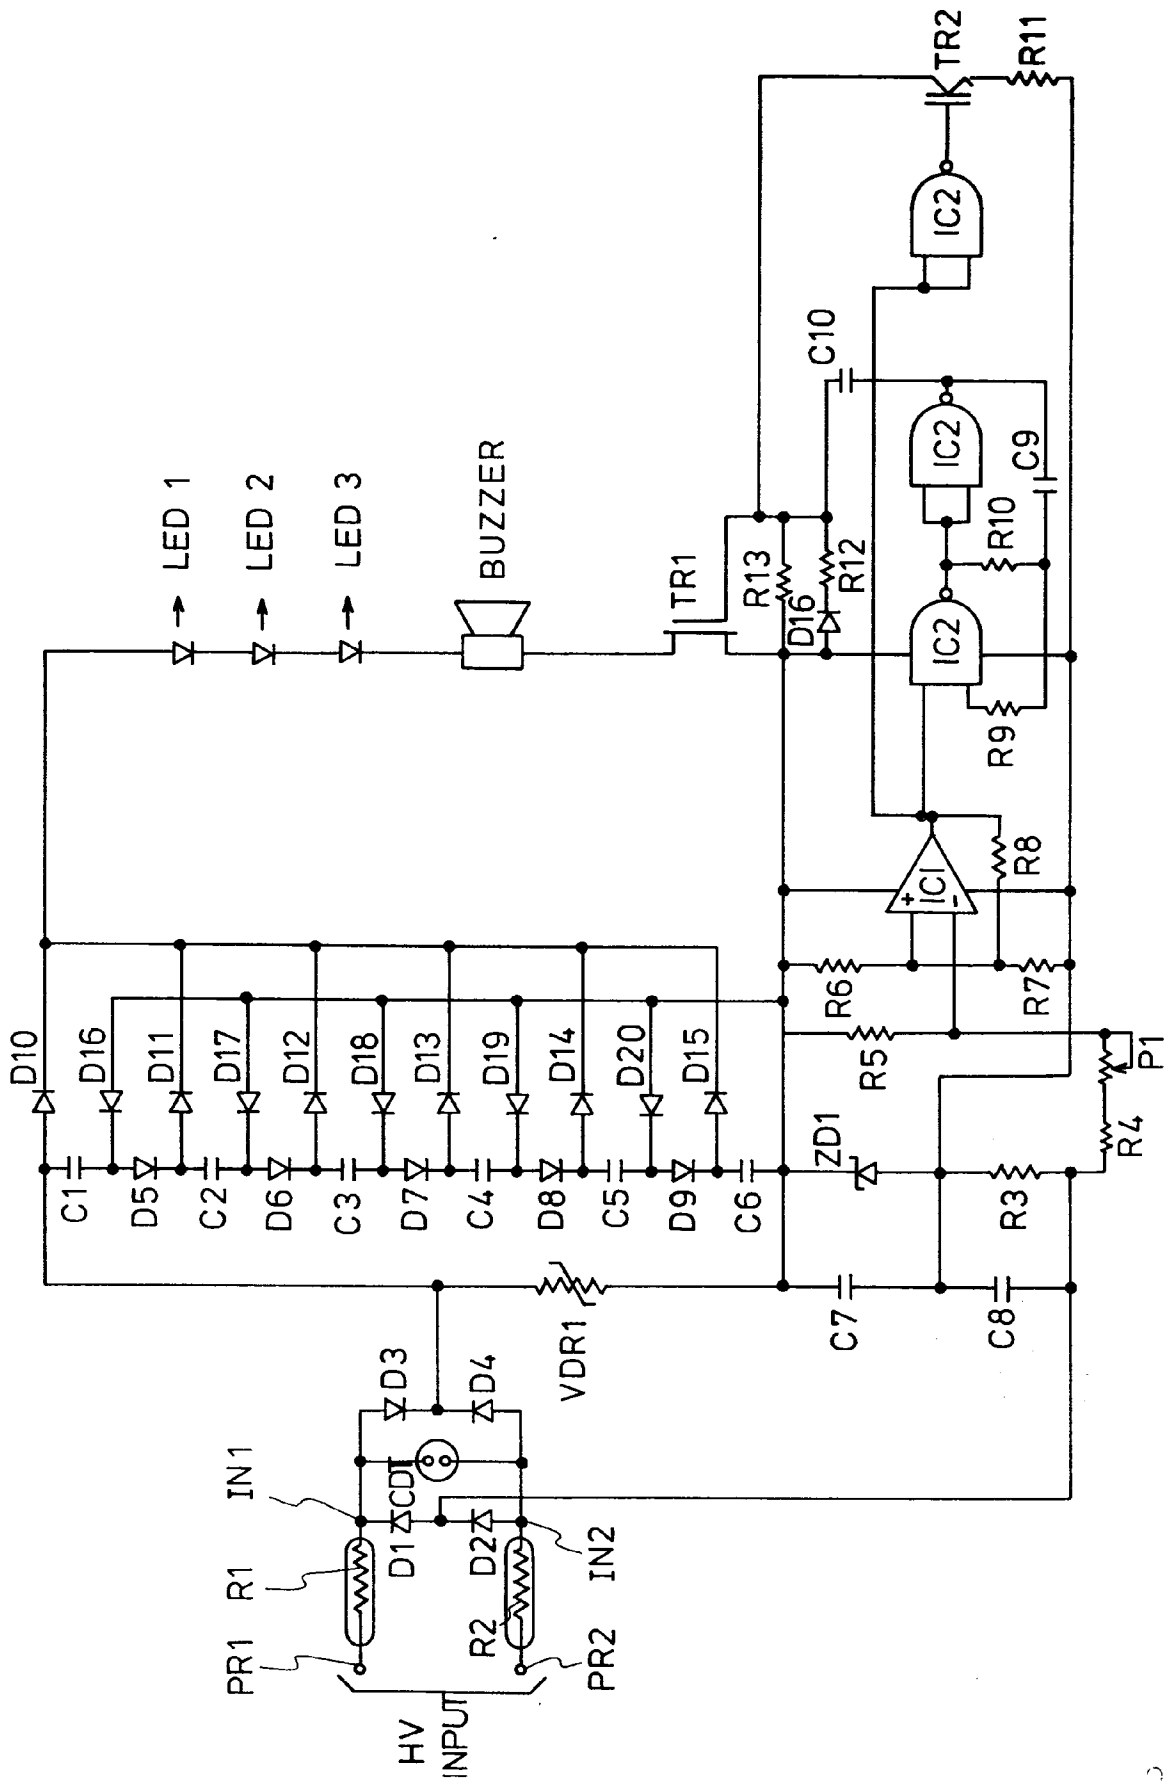 HV
INPUT
PR1
R1
IN1
PR2
R2
IN2
D1
D2
CD1
D3
D4
VDR1
C1
D5
C2
D6
C3
D7
C4
D8
C5
D9
C6
D10
D16
D11
D17
D12
D18
D13
D19
D14
D20
D15
LED 1
LED 2
LED 3
BUZZER
TR1
C7
C8
ZD1
R3
R4
P1
R5
R6
R7
+
-
IC1
R8
R9
IC2
R10
C9
IC2
R13
D16
R12
C10
IC2
TR2
R11